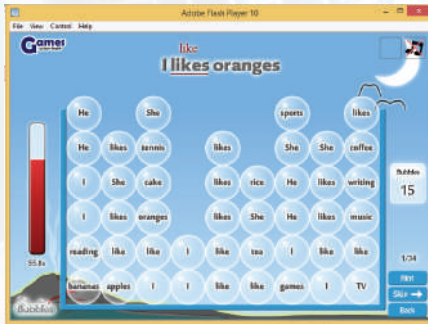 Adobe Flash Player 10
File View Control Help
Games
like
I likes oranges
He She sports likes
He likes tennis likes She She coffee
I She cake likes rice He likes writing
I likes oranges likes She He likes music
reading like like I like tea I like like
bananas apples I I like like games I TV
Bubbles
15
1/34
Hint
Skip →
Back
55.8s
Bubbles